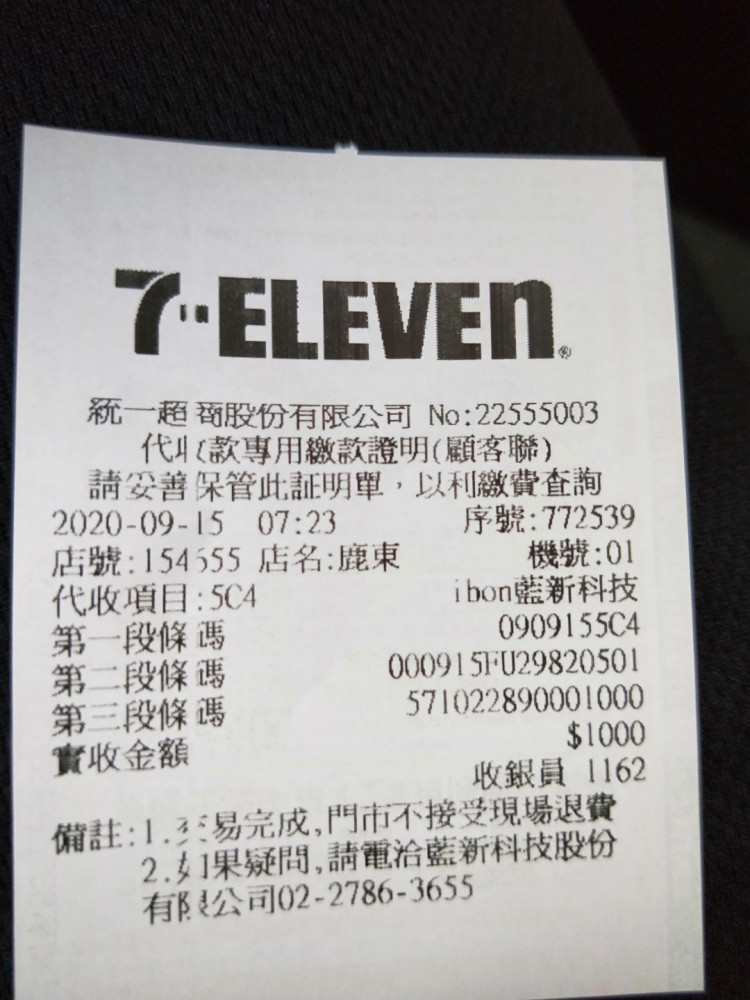 7-ELEVEN®
統一超商股份有限公司 No:22555003
代收款專用繳款證明(顧客聯)
請妥善保管此証明單，以利繳費查詢
2020-09-15 07:23 序號:772539
店號:154655 店名:鹿東 機號:01
代收項目:5C4 ibon藍新科技
第一段條碼 0909155C4
第二段條碼 000915FU29820501
第三段條碼 571022890001000
實收金額 $1000
收銀員 1162
備註:1.交易完成,門市不接受現場退費
2.如果疑問,請電洽藍新科技股份
有限公司02-2786-3655